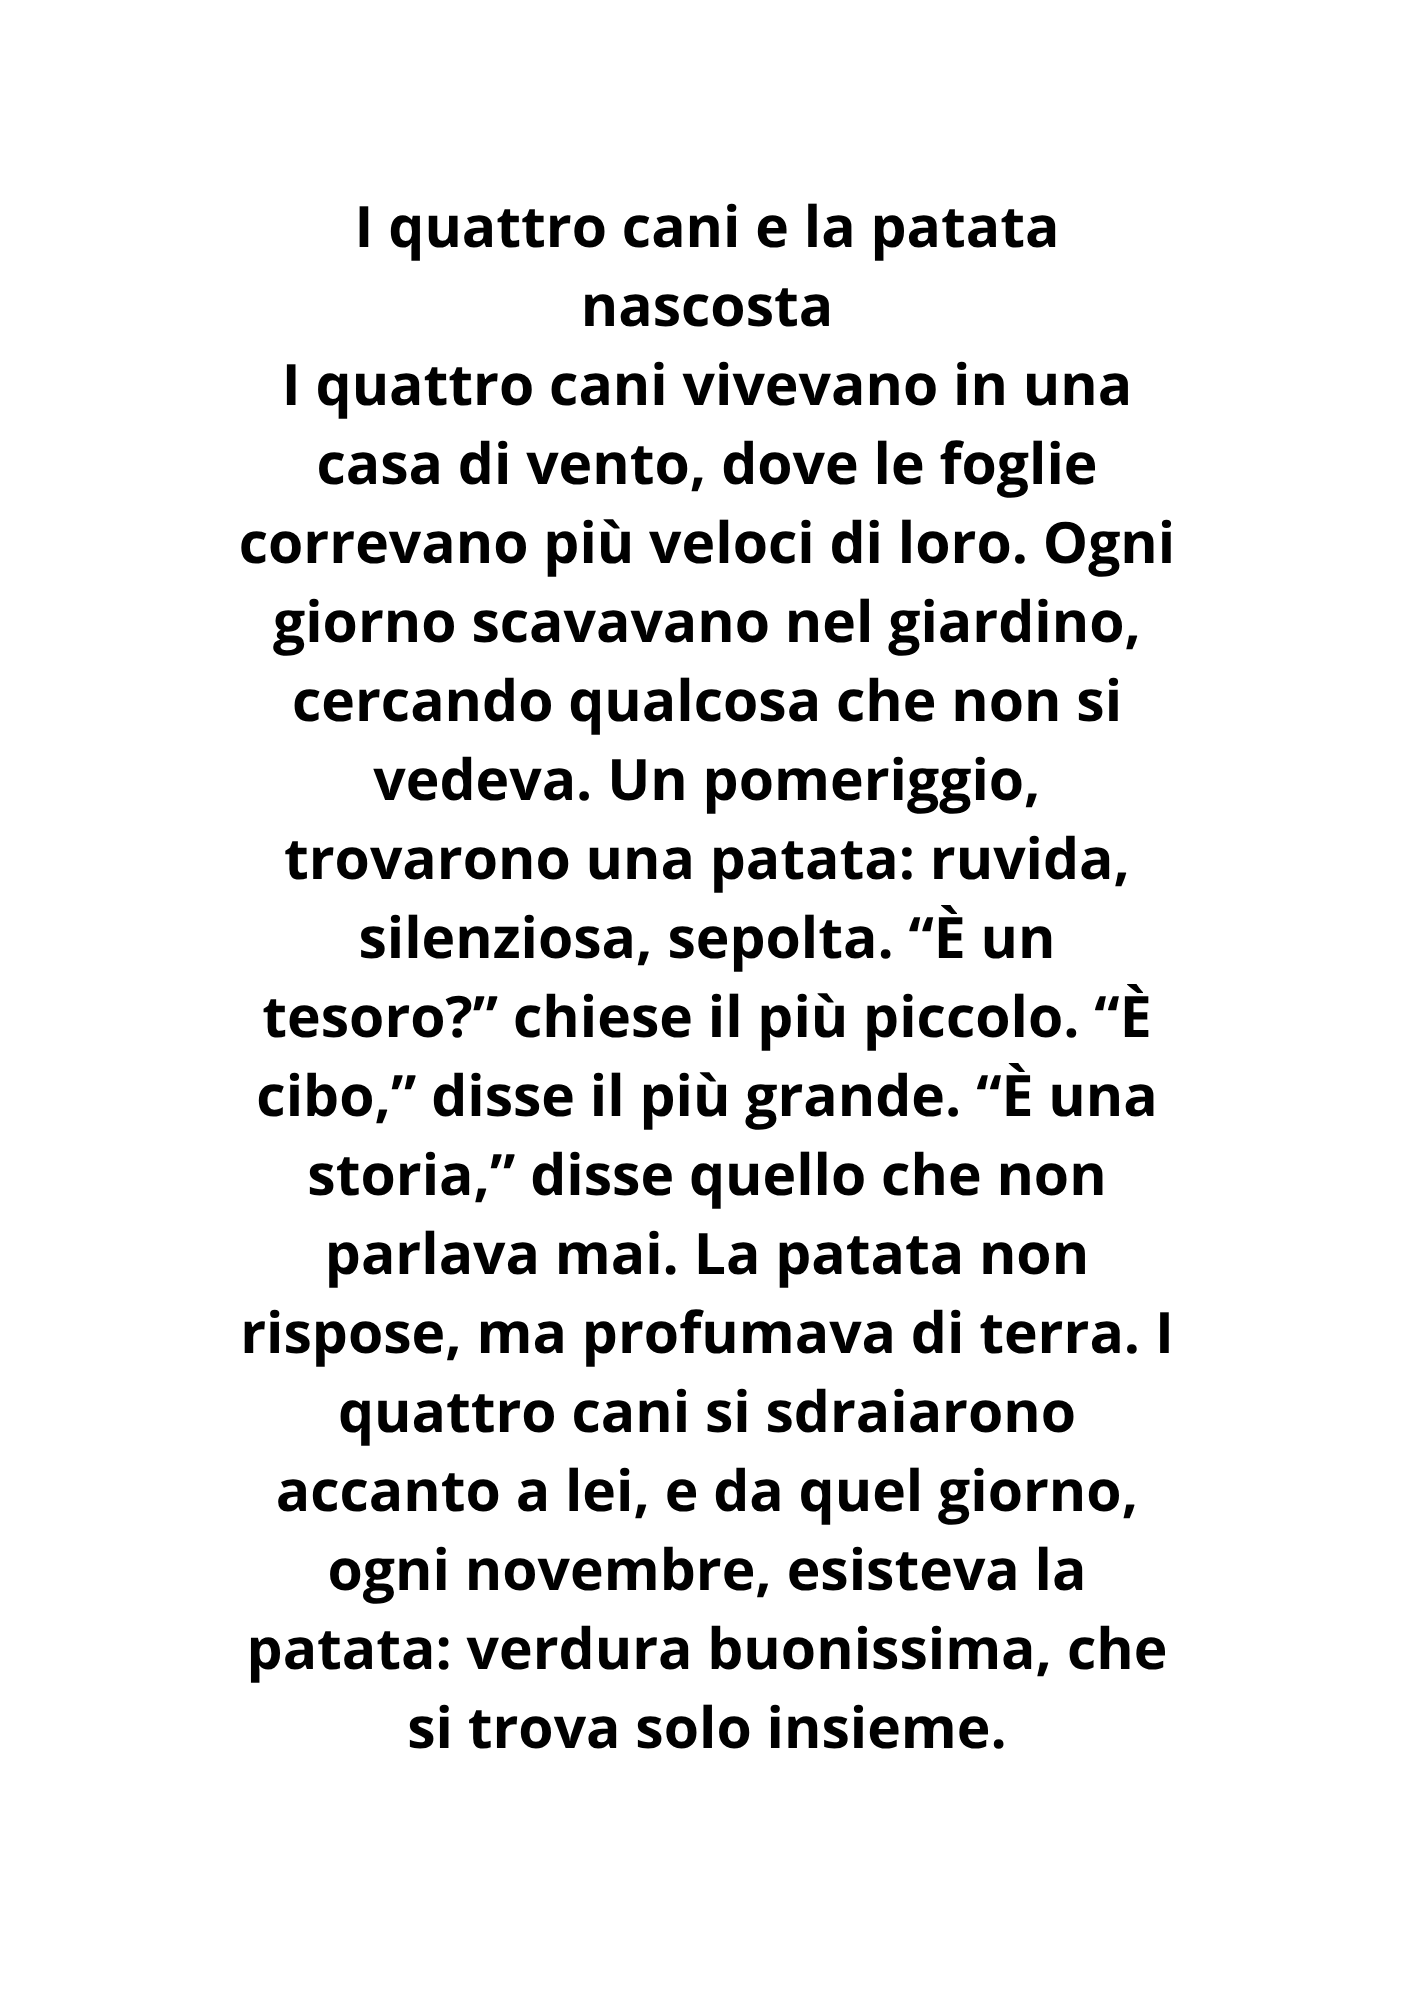 I quattro cani e la patata
nascosta
I quattro cani vivevano in una
casa di vento, dove le foglie
correvano più veloci di loro. Ogni
giorno scavavano nel giardino,
cercando qualcosa che non si
vedeva. Un pomeriggio,
trovarono una patata: ruvida,
silenziosa, sepolta. “È un
tesoro?” chiese il più piccolo. “È
cibo,” disse il più grande. “È una
storia,” disse quello che non
parlava mai. La patata non
rispose, ma profumava di terra. I
quattro cani si sdraiarono
accanto a lei, e da quel giorno,
ogni novembre, esisteva la
patata: verdura buonissima, che
si trova solo insieme.